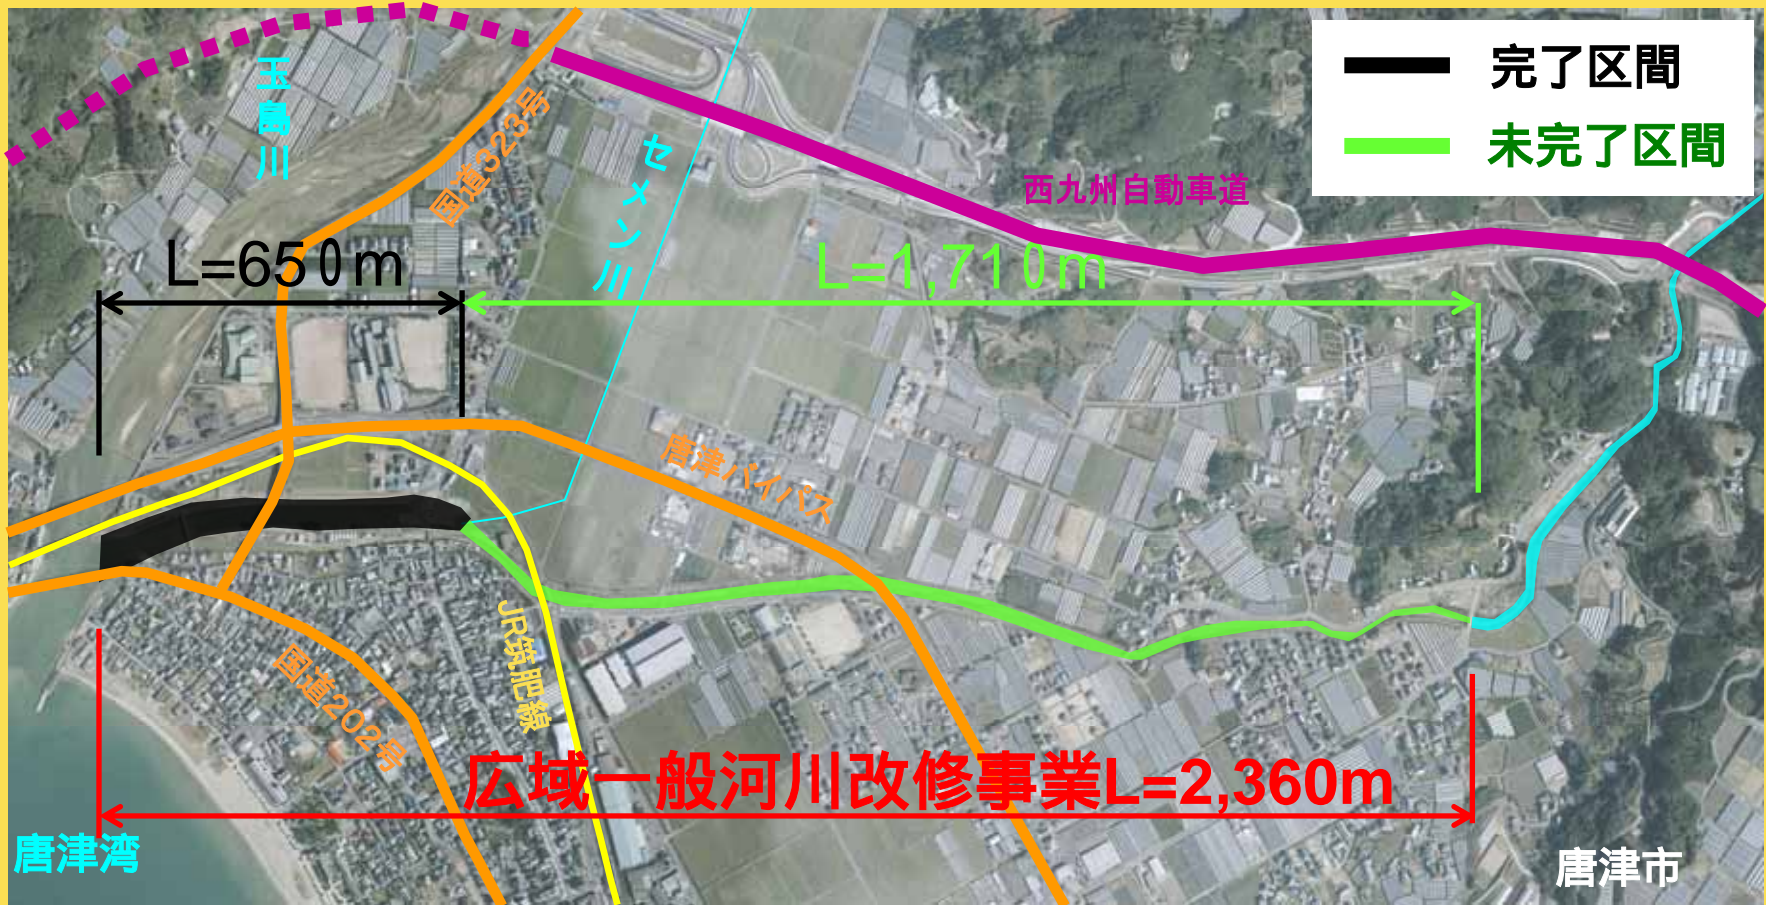 完了区間
未完了区間
玉島川
国道323号
セメン川
西九州自動車道
L=650m
L=1,710m
唐津バイパス
JR筑肥線
国道202号
広域一般河川改修事業L=2,360m
唐津湾
唐津市